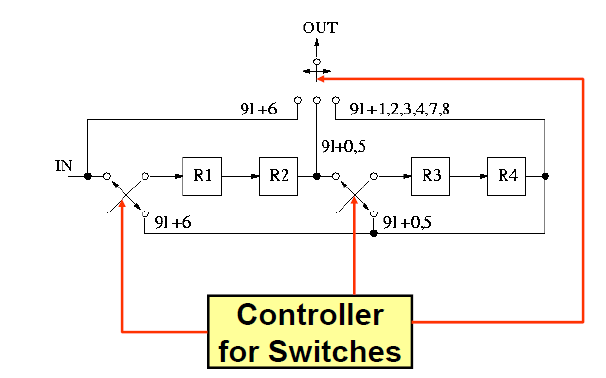 OUT
9l+6
9l+1,2,3,4,7,8
9l+0,5
IN
R1
R2
R3
R4
9l+6
9l+0,5
Controller
for Switches